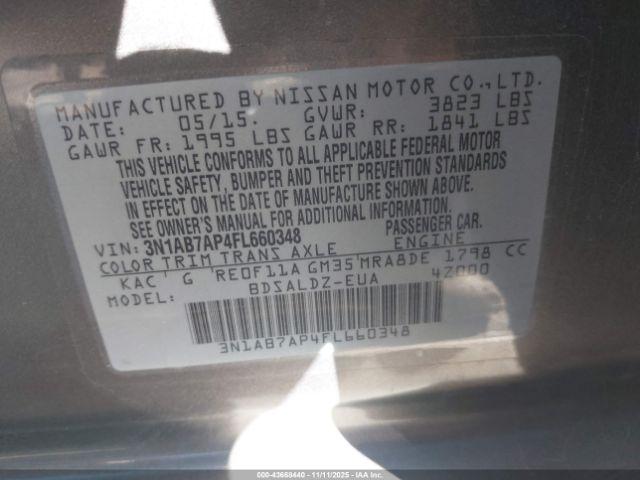 MANUFACTURED BY NISSAN MOTOR CO., LTD.
DATE: 05/15 GVWR: 3823 LBS
GAWR FR: 1995 LBS GAWR RR: 1841 LBS
THIS VEHICLE CONFORMS TO ALL APPLICABLE FEDERAL MOTOR
VEHICLE SAFETY, BUMPER AND THEFT PREVENTION STANDARDS
IN EFFECT ON THE DATE OF MANUFACTURE SHOWN ABOVE.
SEE OWNER'S MANUAL FOR ADDITIONAL INFORMATION.
VIN: 3N1AB7AP4FL660348 PASSENGER CAR.
COLOR TRIM TRANS AXLE ENGINE
KAC G RE0F11A GM35 MRA8DE 1798 CC
MODEL: BDSALDZ-EUA 4Z000
3N1AB7AP4FL660348
000-43668440 - 11/11/2025 - IAAI.COM